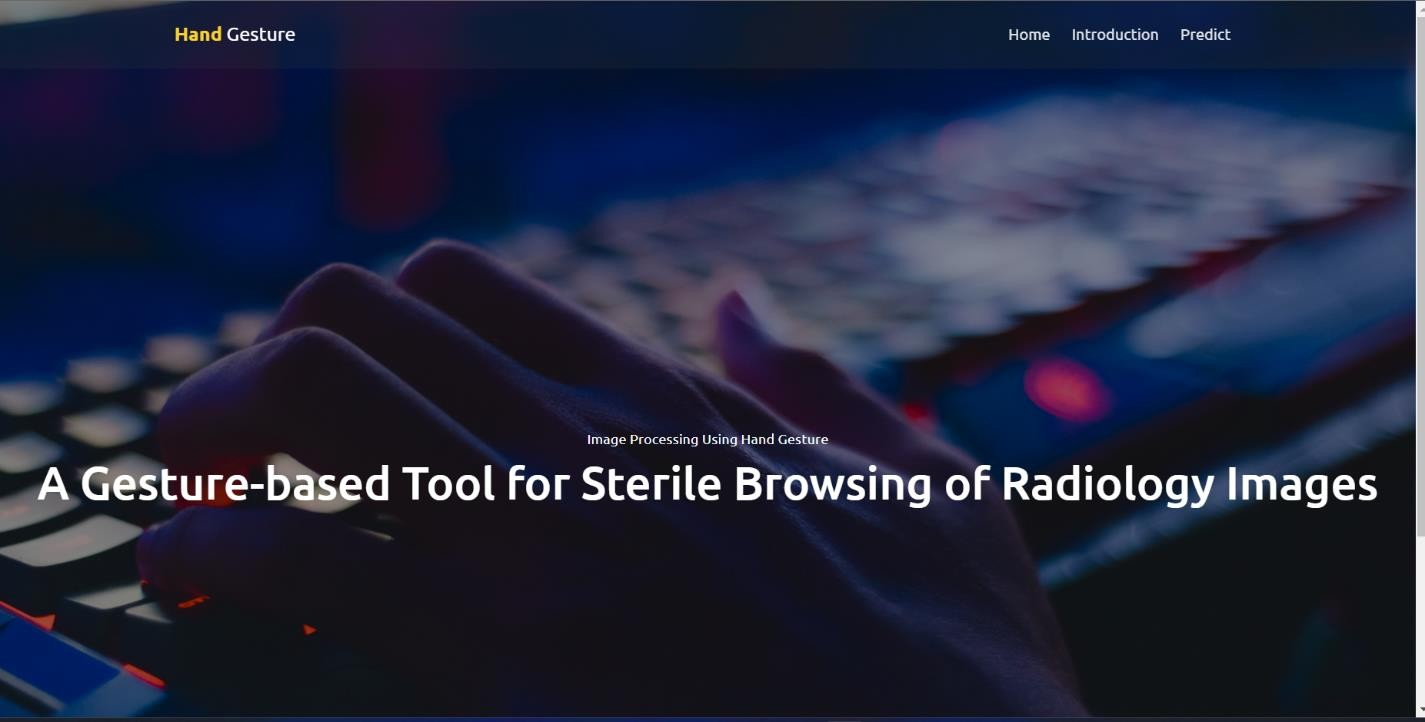 Hand Gesture
Home Introduction Predict
Image Processing Using Hand Gesture
A Gesture-based Tool for Sterile Browsing of Radiology Images